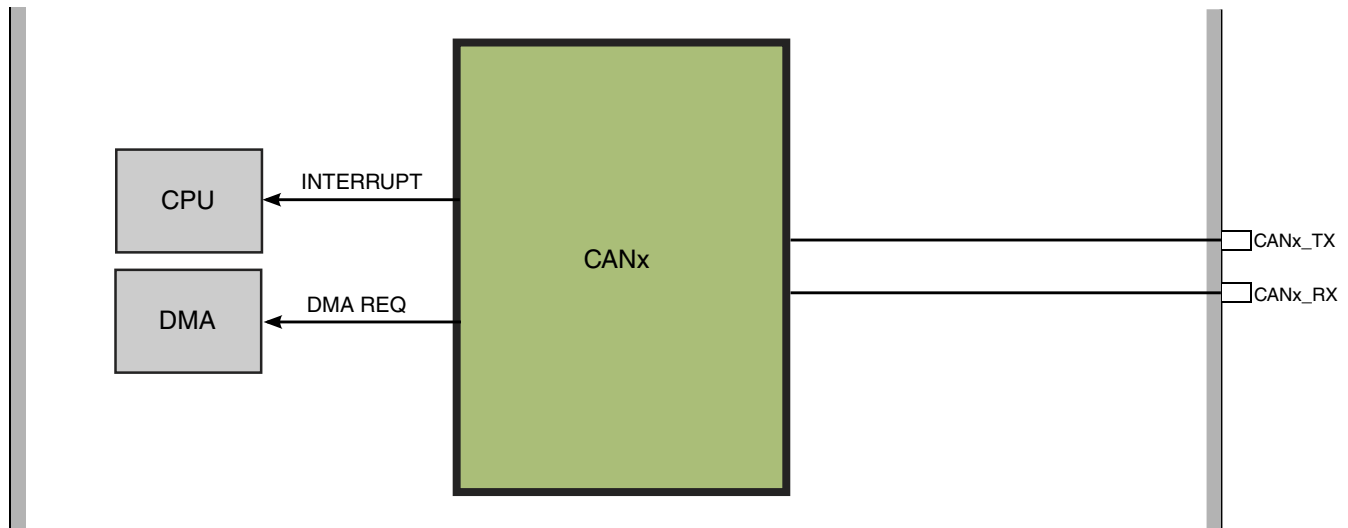 INTERRUPT
CPU
CANx
CANx_TX
DMA REQ
CANx_RX
DMA